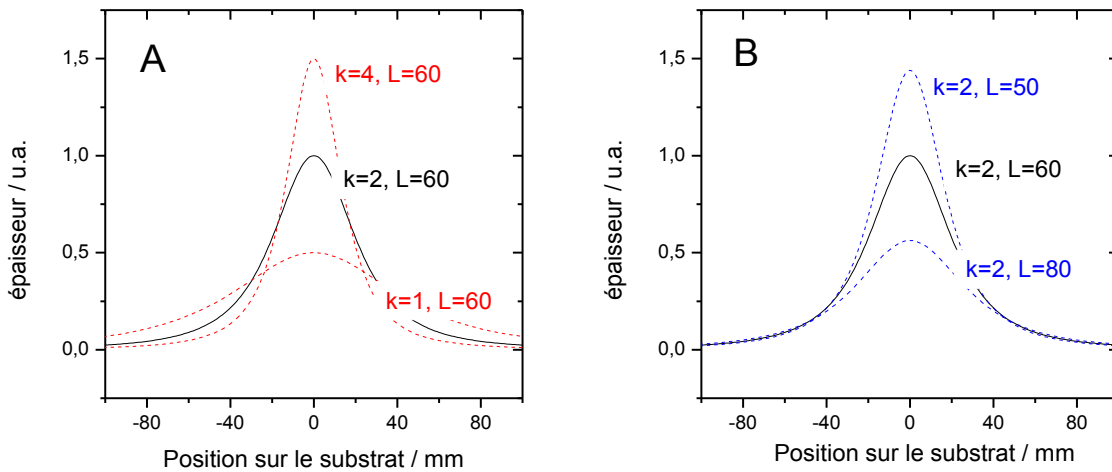 A
k=4, L=60
k=2, L=60
k=1, L=60
1,5
1,0
0,5
0,0
épaisseur / u.a.
-80 -40 0 40 80
Position sur le substrat / mm
B
k=2, L=50
k=2, L=60
k=2, L=80
1,5
1,0
0,5
0,0
épaisseur / u.a.
-80 -40 0 40 80
Position sur le substrat / mm